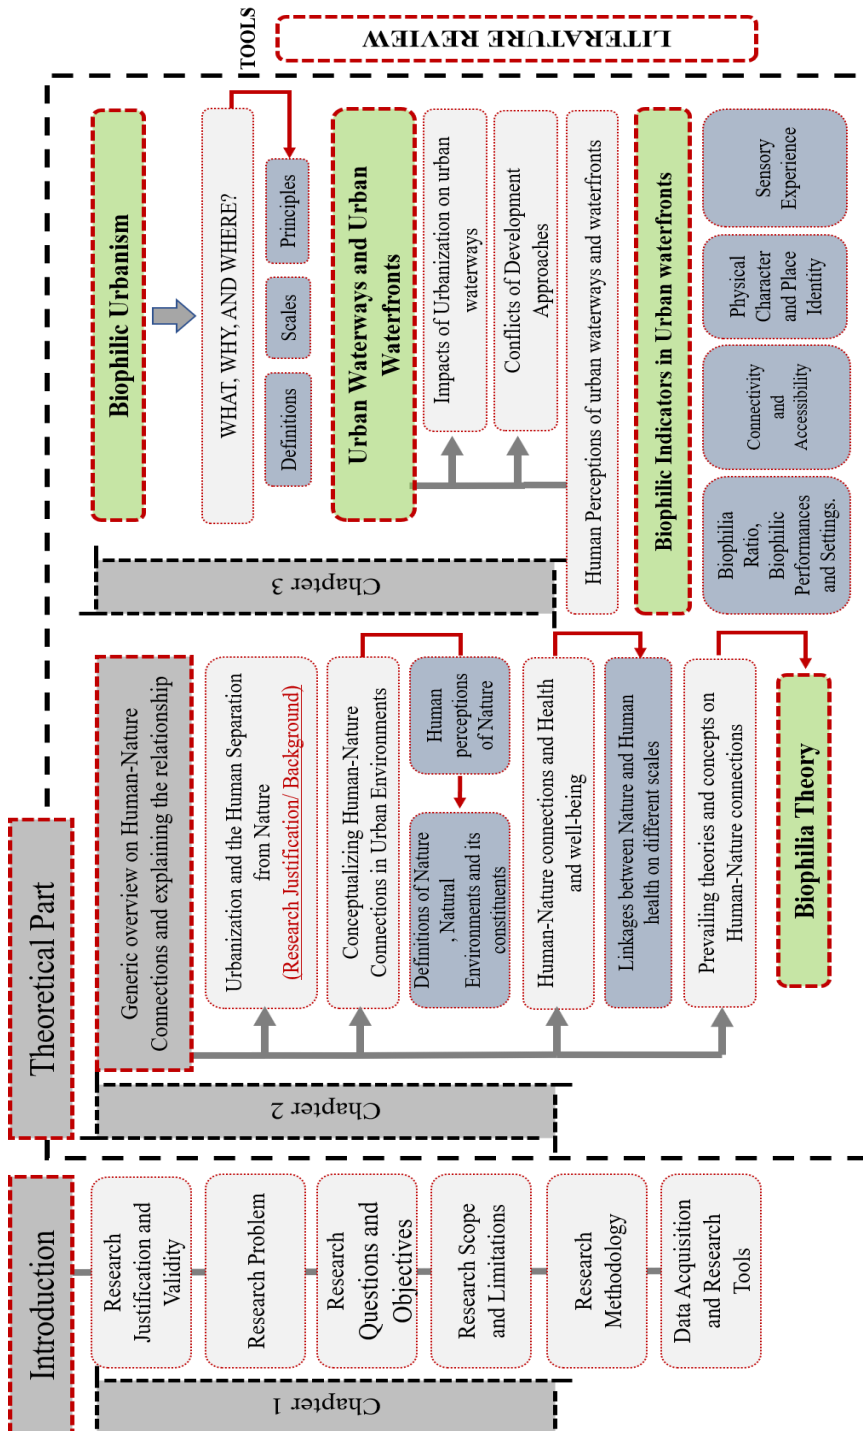 Introduction
Chapter 1
Research
Justification and
Validity
Research Problem
Research
Questions and
Objectives
Research Scope
and Limitations
Research
Methodology
Data Acquisition
and Research
Tools
Theoretical Part
Chapter 2
Generic overview on Human-Nature
Connections and explaining the relationship
Urbanization and the Human Separation
from Nature
(Research Justification/ Background)
Conceptualizing Human-Nature
Connections in Urban Environments
Definitions of Nature
, Natural
Environments and its
constituents
Human
perceptions
of Nature
Human-Nature connections and Health
and well-being
Linkages between Nature and Human
health on different scales
Prevailing theories and concepts on
Human-Nature connections
Biophilia Theory
Chapter 3
Biophilic Urbanism
WHAT, WHY, AND WHERE?
Definitions
Scales
Principles
Urban Waterways and Urban
Waterfronts
Impacts of Urbanization on urban
waterways
Conflicts of Development
Approaches
Human Perceptions of urban waterways and waterfronts
Biophilic Indicators in Urban waterfronts
Biophilia
Ratio,
Biophilic
Performances
and Settings.
Connectivity
and
Accessibility
Physical
Character
and Place
Identity
Sensory
Experience
TOOLS
LITERATURE REVIEW